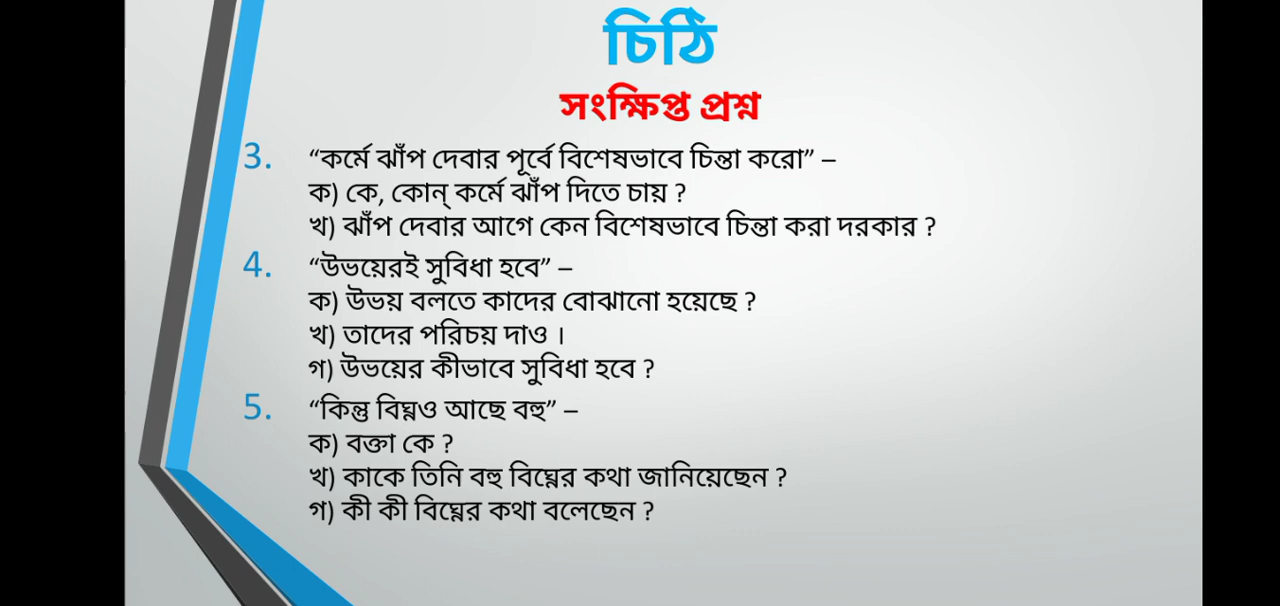 চিঠি
সংক্ষিপ্ত প্রশ্ন
3. “কর্মে ঝাঁপ দেবার পূর্বে বিশেষভাবে চিন্তা করো” –
ক) কে, কোন্ কর্মে ঝাঁপ দিতে চায় ?
খ) ঝাঁপ দেবার আগে কেন বিশেষভাবে চিন্তা করা দরকার ?
4. “উভয়েরই সুবিধা হবে” –
ক) উভয় বলতে কাদের বোঝানো হয়েছে ?
খ) তাদের পরিচয় দাও ।
গ) উভয়ের কীভাবে সুবিধা হবে ?
5. “কিন্তু বিঘ্নও আছে বহু” –
ক) বক্তা কে ?
খ) কাকে তিনি বহু বিঘ্নের কথা জানিয়েছেন ?
গ) কী কী বিঘ্নের কথা বলেছেন ?